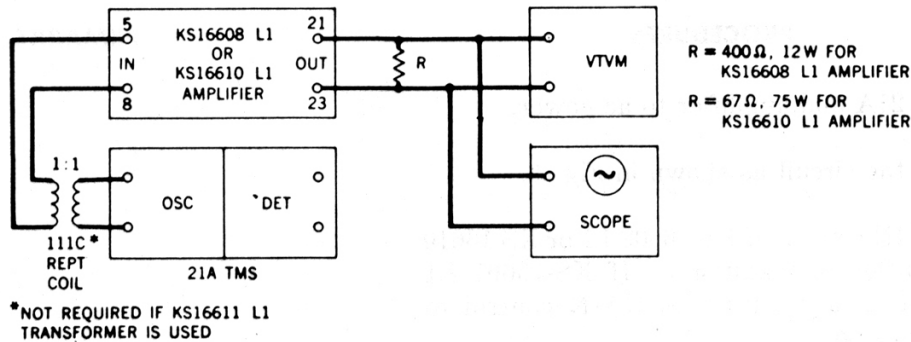 5
21
KS16608 L1
OR
KS16610 L1
AMPLIFIER
IN
OUT
8
23
R
VTVM
R = 400Ω, 12W FOR
KS16608 L1 AMPLIFIER
R = 67Ω, 75W FOR
KS16610 L1 AMPLIFIER
1:1
OSC
DET
SCOPE
111C*
REPT
COIL
21A TMS
*NOT REQUIRED IF KS16611 L1
TRANSFORMER IS USED